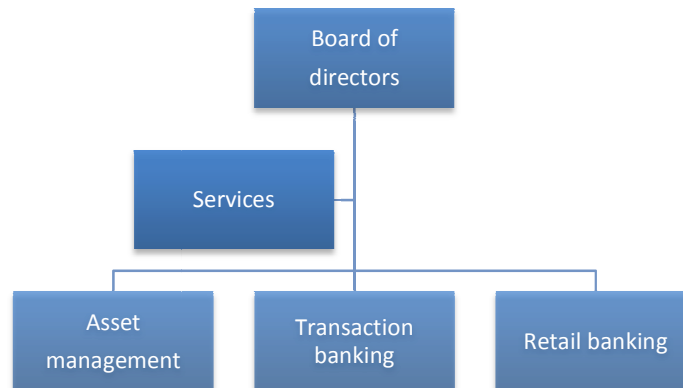 Board of
directors
Services
Asset
management
Transaction
banking
Retail banking